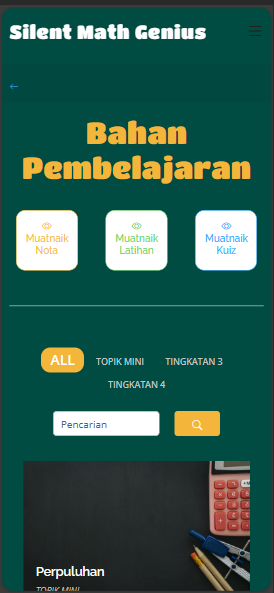 Silent Math Genius
←
Bahan
Pembelajaran
Muatnaik
Nota
Muatnaik
Latihan
Muatnaik
Kuiz
ALL
TOPIK MINI
TINGKATAN 3
TINGKATAN 4
Pencarian
Perpuluhan
TOPIK MINI